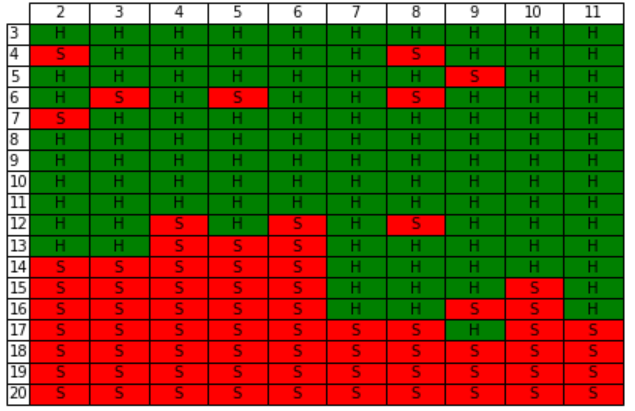 2 3 4 5 6 7 8 9 10 11
3 H H H H H H H H H H
4 S H H H H H S H H H
5 H H H H H H H S H H
6 H S H S H H S H H H
7 S H H H H H H H H H
8 H H H H H H H H H H
9 H H H H H H H H H H
10 H H H H H H H H H H
11 H H H H H H H H H H
12 H H S H S H S H H H
13 H H S S S H H H H H
14 S S S S S H H H H H
15 S S S S S H H H S H
16 S S S S S H H S S H
17 S S S S S S S H S S
18 S S S S S S S S S S
19 S S S S S S S S S S
20 S S S S S S S S S S